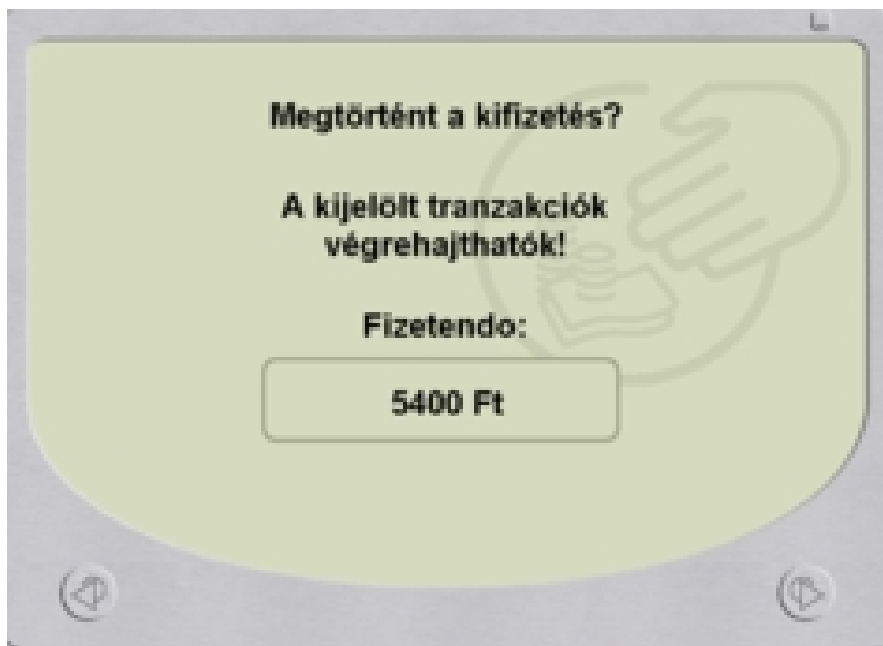 Megtörtént a kifizetés?
A kijelölt tranzakciók
végrehajthatók!
Fizetendo:
5400 Ft